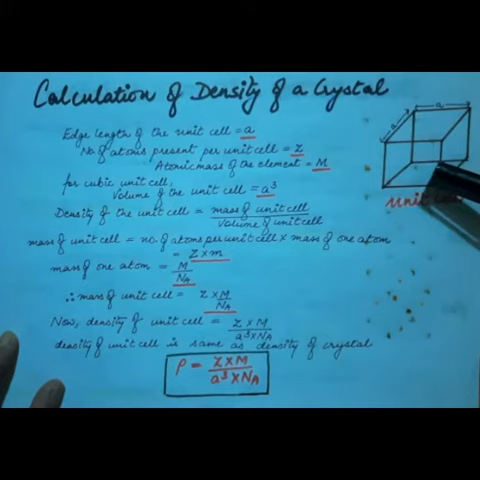 Calculation of Density of a Crystal
a
a
Edge length of the unit cell = a
No. of atoms present per unit cell = Z
Atomic mass of the element = M
for cubic unit cell,
Volume of the unit cell = a³
Density of the unit cell = mass of unit cell / Volume of unit cell
mass of unit cell = no. of atoms per unit cell × mass of one atom
= Z × m
mass of one atom = M / NA
∴ mass of unit cell = Z × M / NA
Now, density of unit cell = Z × M / a³ × NA
density of unit cell is same as density of crystal
ρ = Z × M / a³ × NA
Unit